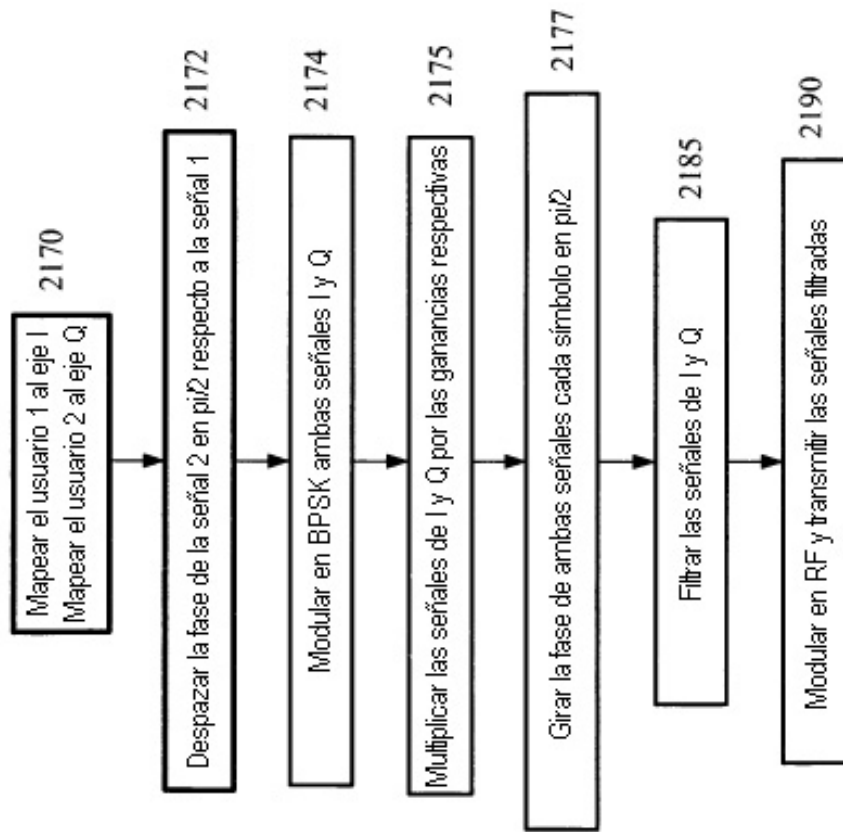 Mapear el usuario 1 al eje I
Mapear el usuario 2 al eje Q
2170
Despazar la fase de la señal 2 en pi/2 respecto a la señal 1
2172
Modular en BPSK ambas señales I y Q
2174
Multiplicar las señales de I y Q por las ganancias respectivas
2175
Girar la fase de ambas señales cada símbolo en pi/2
2177
Filtrar las señales de I y Q
2185
Modular en RF y transmitir las señales filtradas
2190